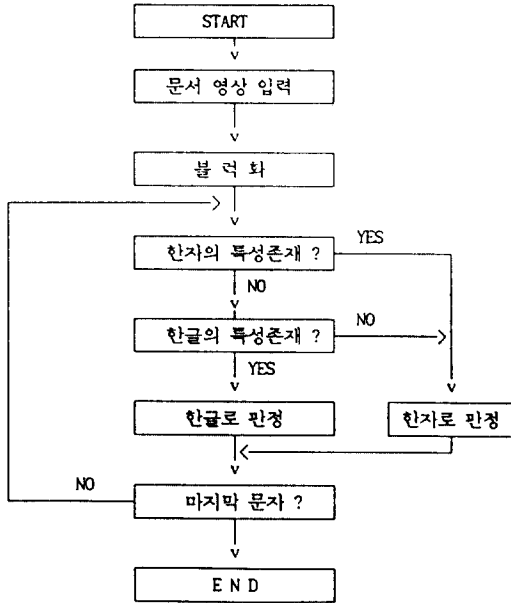 START
문서 영상 입력
블 럭 화
한자의 특성존재 ?
YES
NO
한글의 특성존재 ?
NO
YES
한글로 판정
한자로 판정
NO
마지막 문자 ?
E N D